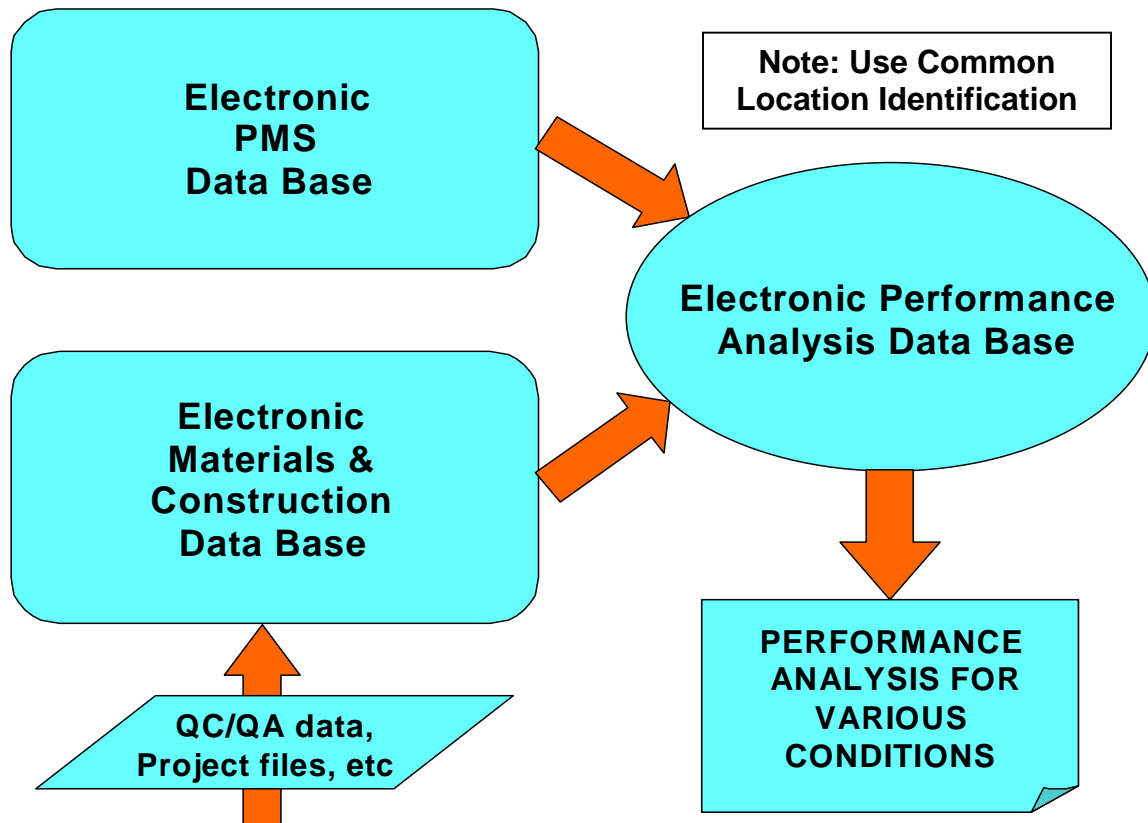 Electronic
PMS
Data Base
Note: Use Common
Location Identification
Electronic Performance
Analysis Data Base
Electronic
Materials &
Construction
Data Base
QC/QA data,
Project files, etc
PERFORMANCE
ANALYSIS FOR
VARIOUS
CONDITIONS